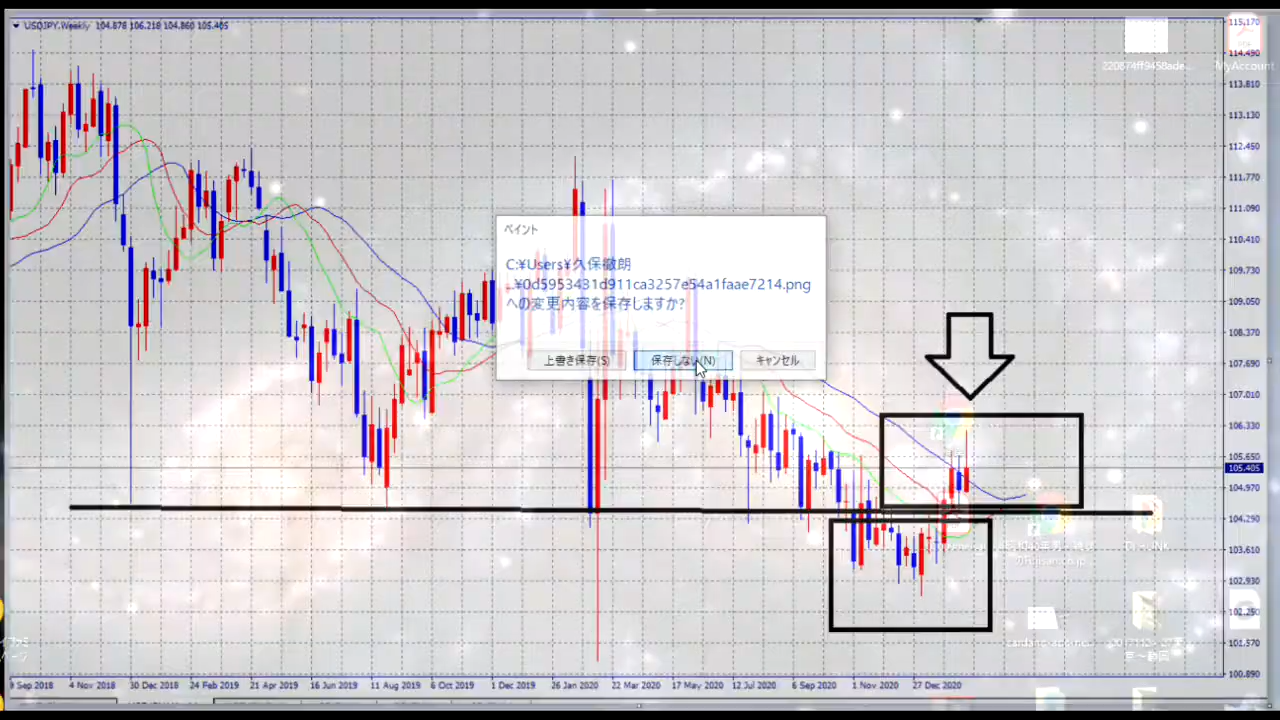 USDJPY,Weekly 104.878 106.218 104.860 105.405
115.170
114.490
113.810
113.130
112.450
111.770
111.090
110.410
109.730
109.050
108.370
107.690
107.010
106.330
105.650
105.405
104.970
104.290
103.610
102.930
102.250
101.570
100.890
MyAccount
ペイント
C:¥Users¥久保徹朗
..¥0d5953431d911ca3257e54a1faae7214.png
への変更内容を保存しますか?
上書き保存(S) 保存しない(N) キャンセル
Sep 2018 4 Nov 2018 30 Dec 2018 24 Feb 2019 21 Apr 2019 16 Jun 2019 11 Aug 2019 6 Oct 2019 1 Dec 2019 26 Jan 2020 22 Mar 2020 17 May 2020 12 Jul 2020 6 Sep 2020 1 Nov 2020 27 Dec 2020